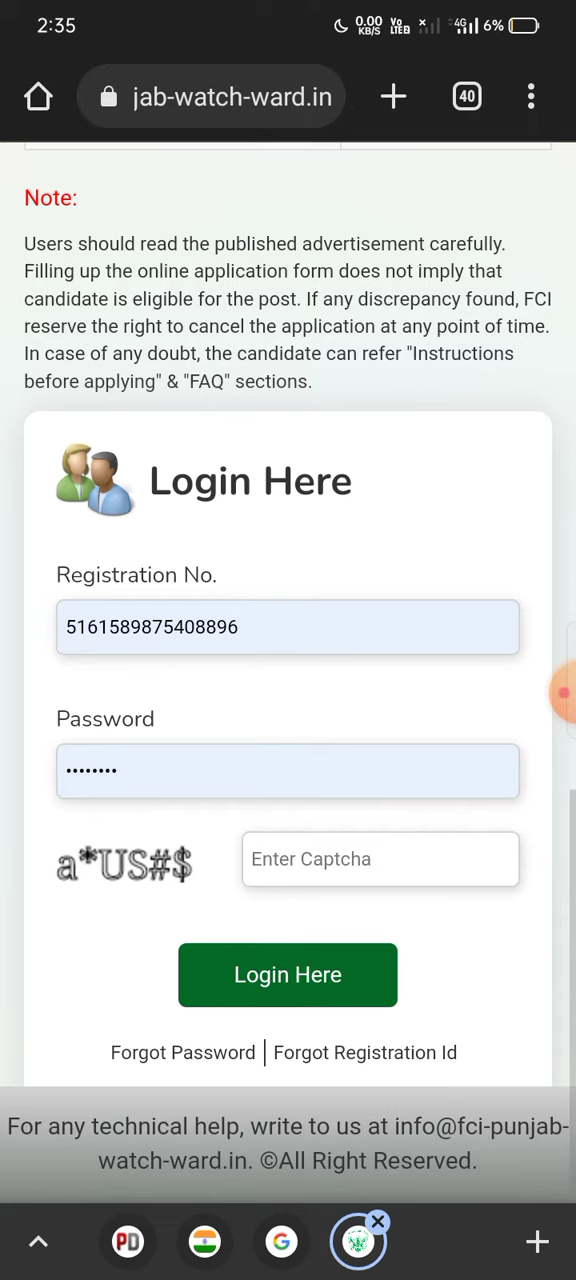 2:35
0.00 KB/S
Vo LTE
4G
6%
jab-watch-ward.in
40
Note:
Users should read the published advertisement carefully.
Filling up the online application form does not imply that
candidate is eligible for the post. If any discrepancy found, FCI
reserve the right to cancel the application at any point of time.
In case of any doubt, the candidate can refer "Instructions
before applying" & "FAQ" sections.
Login Here
Registration No.
5161589875408896
Password
••••••••
a*US#$
Enter Captcha
Login Here
Forgot Password | Forgot Registration Id
For any technical help, write to us at info@fci-punjab-
watch-ward.in. ©All Right Reserved.
PD
G